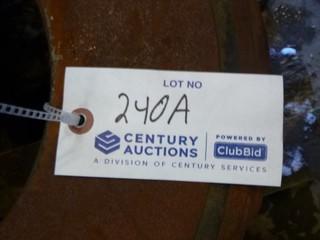 LOT NO
240A
CENTURY AUCTIONS
POWERED BY
ClubBid
A DIVISION OF CENTURY SERVICES